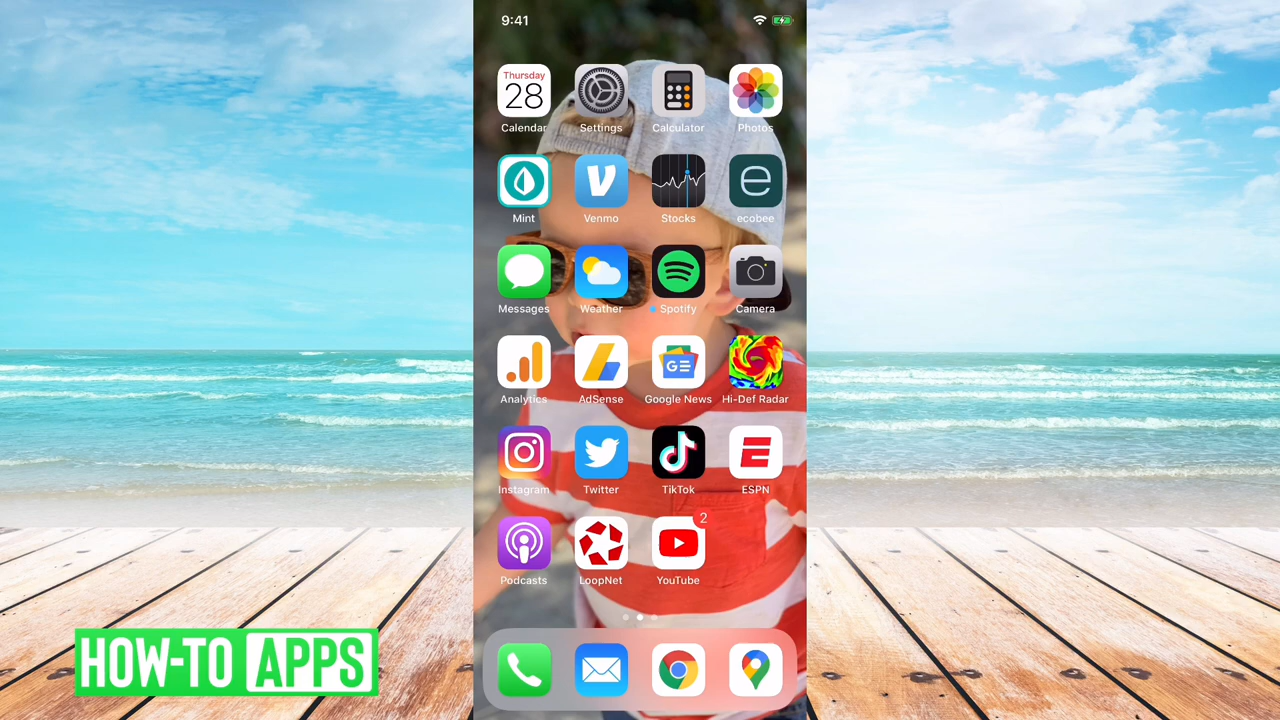 9:41
Thursday
28
Calendar
Settings
Calculator
Photos
e
Mint
Venmo
Stocks
ecobee
Messages
Weather
Spotify
Camera
GE
Analytics
AdSense
Google News
Hi-Def Radar
Instagram
Twitter
TikTok
ESPN
2
Podcasts
LoopNet
YouTube
HOW-TO APPS